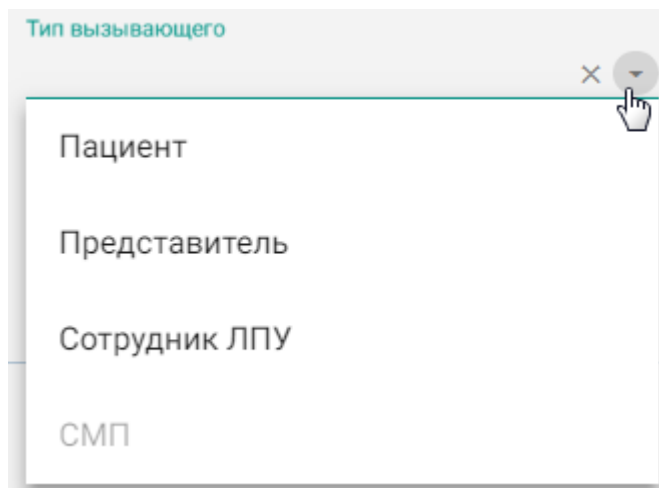 Тип вызывающего
Пациент
Представитель
Сотрудник ЛПУ
СМП